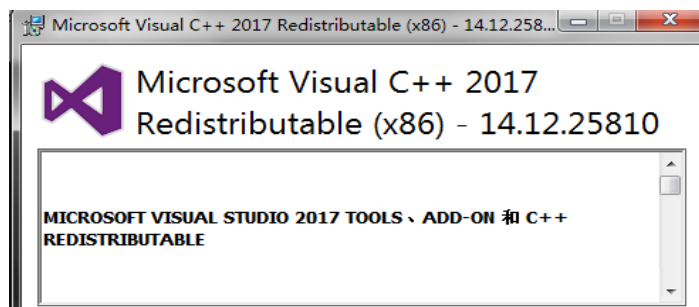 Microsoft Visual C++ 2017 Redistributable (x86) - 14.12.258...
Microsoft Visual C++ 2017
Redistributable (x86) - 14.12.25810
MICROSOFT VISUAL STUDIO 2017 TOOLS、ADD-ON 和 C++
REDISTRIBUTABLE